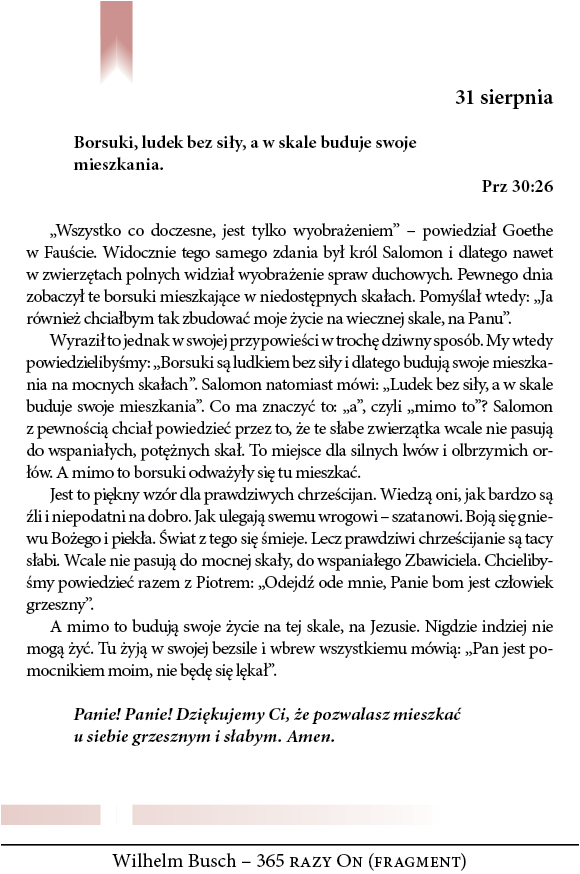 31 sierpnia
Borsuki, ludek bez siły, a w skale buduje swoje
mieszkania.
Prz 30:26
„Wszystko co doczesne, jest tylko wyobrażeniem” – powiedział Goethe
w Fauście. Widocznie tego samego zdania był król Salomon i dlatego nawet
w zwierzętach polnych widział wyobrażenie spraw duchowych. Pewnego dnia
zobaczył te borsuki mieszkające w niedostępnych skałach. Pomyślał wtedy: „Ja
również chciałbym tak zbudować moje życie na wiecznej skale, na Panu”.
Wyraził to jednak w swojej przypowieści w trochę dziwny sposób. My wtedy
powiedzielibyśmy: „Borsuki są ludkiem bez siły i dlatego budują swoje mieszka-
nia na mocnych skałach”. Salomon natomiast mówi: „Ludek bez siły, a w skale
buduje swoje mieszkania”. Co ma znaczyć to: „a”, czyli „mimo to”? Salomon
z pewnością chciał powiedzieć przez to, że te słabe zwierzątka wcale nie pasują
do wspaniałych, potężnych skał. To miejsce dla silnych lwów i olbrzymich or-
łów. A mimo to borsuki odważyły się tu mieszkać.
Jest to piękny wzór dla prawdziwych chrześcijan. Wiedzą oni, jak bardzo są
źli i niepodatni na dobro. Jak ulegają swemu wrogowi – szatanowi. Boją się gnie-
wu Bożego i piekła. Świat z tego się śmieje. Lecz prawdziwi chrześcijanie są tacy
słabi. Wcale nie pasują do mocnej skały, do wspaniałego Zbawiciela. Chcieliby-
śmy powiedzieć razem z Piotrem: „Odejdź ode mnie, Panie bom jest człowiek
grzeszny”.
A mimo to budują swoje życie na tej skale, na Jezusie. Nigdzie indziej nie
mogą żyć. Tu żyją w swojej bezsile i wbrew wszystkiemu mówią: „Pan jest po-
mocnikiem moim, nie będę się lękał”.
Panie! Panie! Dziękujemy Ci, że pozwalasz mieszkać
u siebie grzesznym i słabym. Amen.
Wilhelm Busch – 365 razy On (fragment)